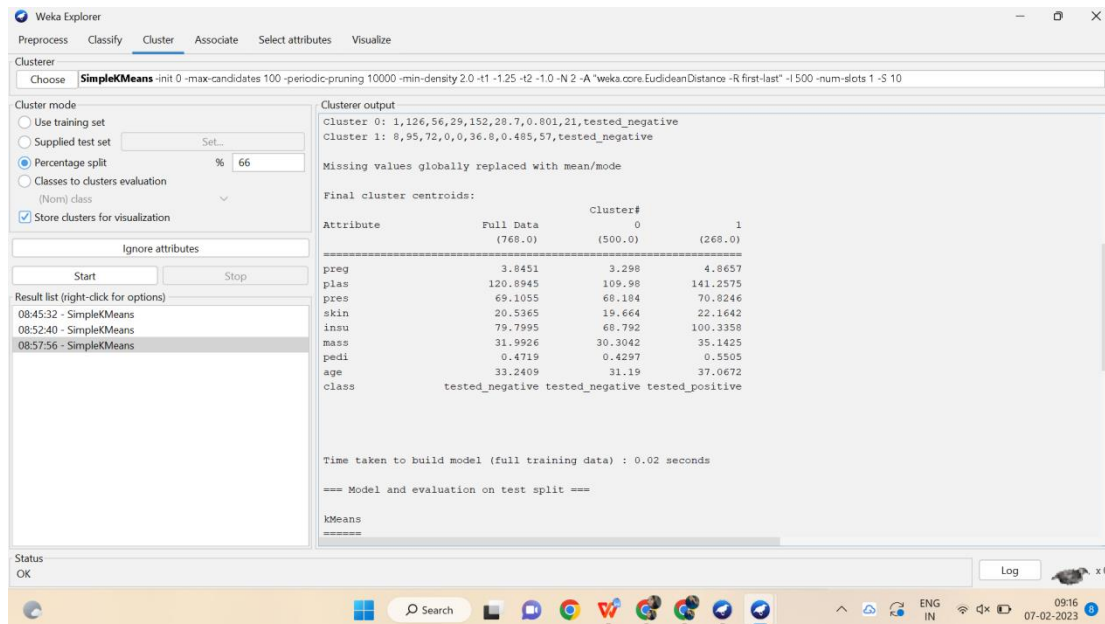 Weka Explorer
Preprocess Classify Cluster Associate Select attributes Visualize
Clusterer
Choose SimpleKMeans -init 0 -max-candidates 100 -periodic-pruning 10000 -min-density 2.0 -t1 -1.25 -t2 -1.0 -N 2 -A "weka.core.EuclideanDistance -R first-last" -I 500 -num-slots 1 -S 10
Cluster mode
Use training set
Supplied test set Set...
Percentage split % 66
Classes to clusters evaluation
(Nom) class
Store clusters for visualization
Ignore attributes
Start Stop
Result list (right-click for options)
08:45:32 - SimpleKMeans
08:52:40 - SimpleKMeans
08:57:56 - SimpleKMeans
Clusterer output
Cluster 0: 1,126,56,29,152,28.7,0.801,21,tested_negative
Cluster 1: 8,95,72,0,0,36.8,0.485,57,tested_negative
Missing values globally replaced with mean/mode
Final cluster centroids:
Cluster#
Attribute Full Data 0 1
(768.0) (500.0) (268.0)
==================================================================
preg 3.8451 3.298 4.8657
plas 120.8945 109.98 141.2575
pres 69.1055 68.184 70.8246
skin 20.5365 19.664 22.1642
insu 79.7995 68.792 100.3358
mass 31.9926 30.3042 35.1425
pedi 0.4719 0.4297 0.5505
age 33.2409 31.19 37.0672
class tested_negative tested_negative tested_positive
Time taken to build model (full training data) : 0.02 seconds
=== Model and evaluation on test split ===
kMeans
======
Status
OK
Log
Search
ENG
IN
09:16
07-02-2023
8